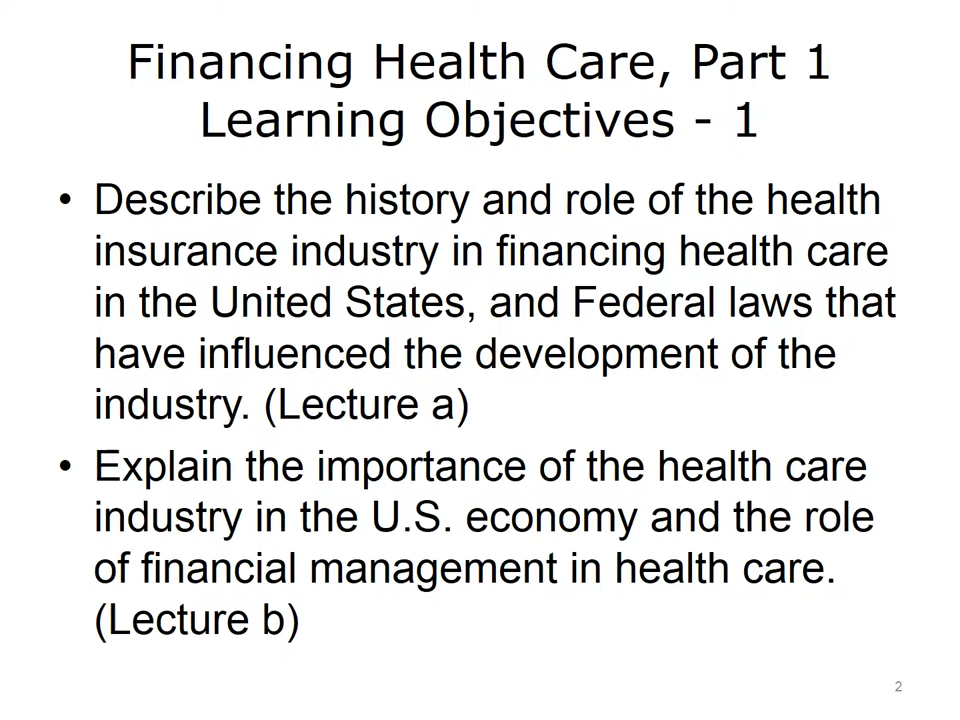 Financing Health Care, Part 1
Learning Objectives - 1
• Describe the history and role of the health
insurance industry in financing health care
in the United States, and Federal laws that
have influenced the development of the
industry. (Lecture a)
• Explain the importance of the health care
industry in the U.S. economy and the role
of financial management in health care.
(Lecture b)
2